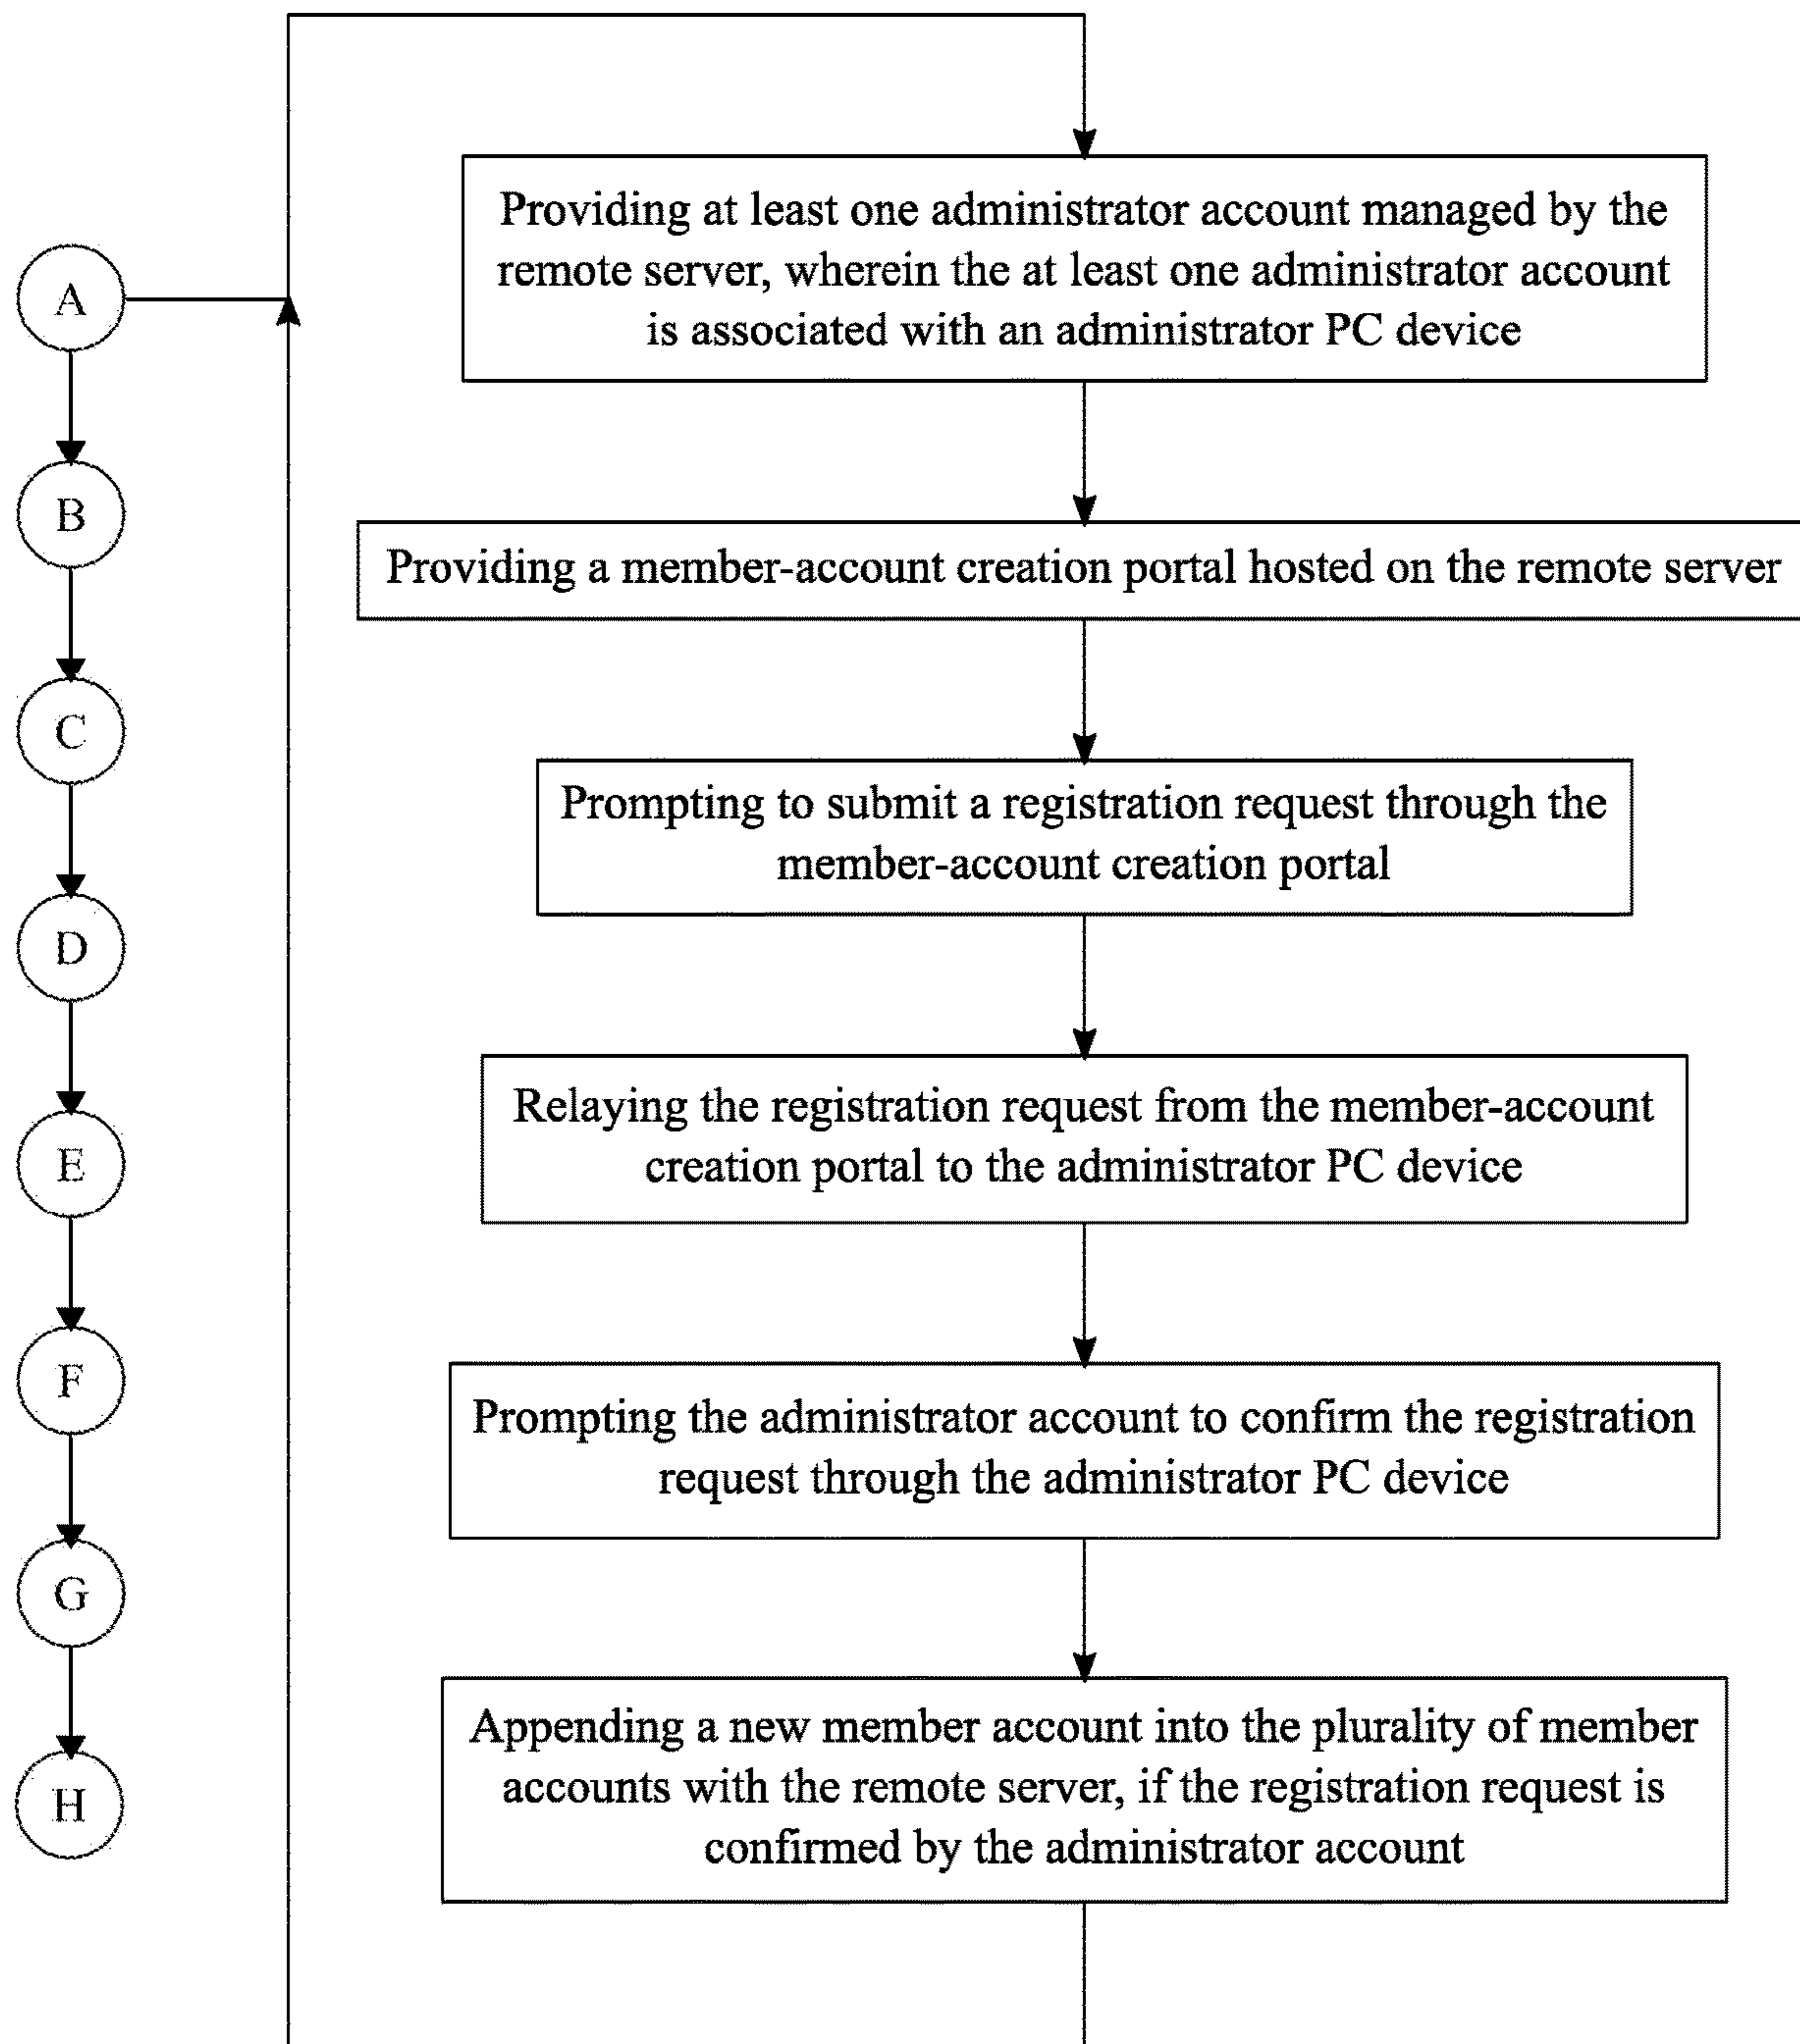 A
B
C
D
E
F
G
H
Providing at least one administrator account managed by the
remote server, wherein the at least one administrator account
is associated with an administrator PC device
Providing a member-account creation portal hosted on the remote server
Prompting to submit a registration request through the
member-account creation portal
Relaying the registration request from the member-account
creation portal to the administrator PC device
Prompting the administrator account to confirm the registration
request through the administrator PC device
Appending a new member account into the plurality of member
accounts with the remote server, if the registration request is
confirmed by the administrator account